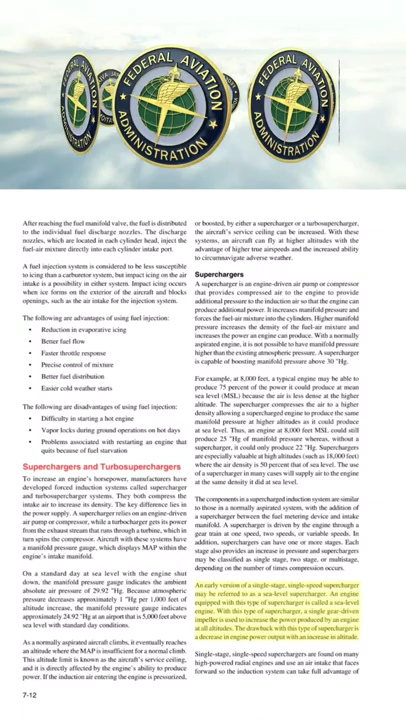 FEDERAL AVIATION
ADMINISTRATION
FEDERAL AVIATION
ADMINISTRATION
After reaching the fuel manifold valve, the fuel is distributed
to the individual fuel discharge nozzles. The discharge
nozzles, which are located in each cylinder head, inject the
fuel-air mixture directly into each cylinder intake port.
A fuel injection system is considered to be less susceptible
to icing than a carburetor system, but impact icing on the air
intake is a possibility in either system. Impact icing occurs
when ice forms on the exterior of the aircraft and blocks
openings, such as the air intake for the injection system.
The following are advantages of using fuel injection:
• Reduction in evaporative icing
• Better fuel flow
• Faster throttle response
• Precise control of mixture
• Better fuel distribution
• Easier cold weather starts
The following are disadvantages of using fuel injection:
• Difficulty in starting a hot engine
• Vapor locks during ground operations on hot days
• Problems associated with restarting an engine that
quits because of fuel starvation
Superchargers and Turbosuperchargers
To increase an engine's horsepower, manufacturers have
developed forced induction systems called supercharger
and turbosupercharger systems. They both compress the
intake air to increase its density. The key difference lies in
the power supply. A supercharger relies on an engine-driven
air pump or compressor, while a turbocharger gets its power
from the exhaust stream that runs through a turbine, which in
turn spins the compressor. Aircraft with these systems have
a manifold pressure gauge, which displays MAP within the
engine's intake manifold.
On a standard day at sea level with the engine shut
down, the manifold pressure gauge indicates the ambient
absolute air pressure of 29.92 "Hg. Because atmospheric
pressure decreases approximately 1 "Hg per 1,000 feet of
altitude increase, the manifold pressure gauge indicates
approximately 24.92 "Hg at an airport that is 5,000 feet above
sea level with standard day conditions.
As a normally aspirated aircraft climbs, it eventually reaches
an altitude where the MAP is insufficient for a normal climb.
This altitude limit is known as the aircraft's service ceiling,
and it is directly affected by the engine's ability to produce
power. If the induction air entering the engine is pressurized,
or boosted, by either a supercharger or a turbosupercharger,
the aircraft's service ceiling can be increased. With these
systems, an aircraft can fly at higher altitudes with the
advantage of higher true airspeeds and the increased ability
to circumnavigate adverse weather.
Superchargers
A supercharger is an engine-driven air pump or compressor
that provides compressed air to the engine to provide
additional pressure to the induction air so that the engine can
produce additional power. It increases manifold pressure and
forces the fuel-air mixture into the cylinders. Higher manifold
pressure increases the density of the fuel-air mixture and
increases the power an engine can produce. With a normally
aspirated engine, it is not possible to have manifold pressure
higher than the existing atmospheric pressure. A supercharger
is capable of boosting manifold pressure above 30 "Hg.
For example, at 8,000 feet, a typical engine may be able to
produce 75 percent of the power it could produce at mean
sea level (MSL) because the air is less dense at the higher
altitude. The supercharger compresses the air to a higher
density allowing a supercharged engine to produce the same
manifold pressure at higher altitudes as it could produce
at sea level. Thus, an engine at 8,000 feet MSL could still
produce 25 "Hg of manifold pressure whereas, without a
supercharger, it could only produce 22 "Hg. Superchargers
are especially valuable at high altitudes (such as 18,000 feet)
where the air density is 50 percent that of sea level. The use
of a supercharger in many cases will supply air to the engine
at the same density it did at sea level.
The components in a supercharged induction system are similar
to those in a normally aspirated system, with the addition of
a supercharger between the fuel metering device and intake
manifold. A supercharger is driven by the engine through a
gear train at one speed, two speeds, or variable speeds. In
addition, superchargers can have one or more stages. Each
stage also provides an increase in pressure and superchargers
may be classified as single stage, two stage, or multistage,
depending on the number of times compression occurs.
An early version of a single-stage, single-speed supercharger
may be referred to as a sea-level supercharger. An engine
equipped with this type of supercharger is called a sea-level
engine. With this type of supercharger, a single gear-driven
impeller is used to increase the power produced by an engine
at all altitudes. The drawback with this type of supercharger is
a decrease in engine power output with an increase in altitude.
Single-stage, single-speed superchargers are found on many
high-powered radial engines and use an air intake that faces
forward so the induction system can take full advantage of
7-12